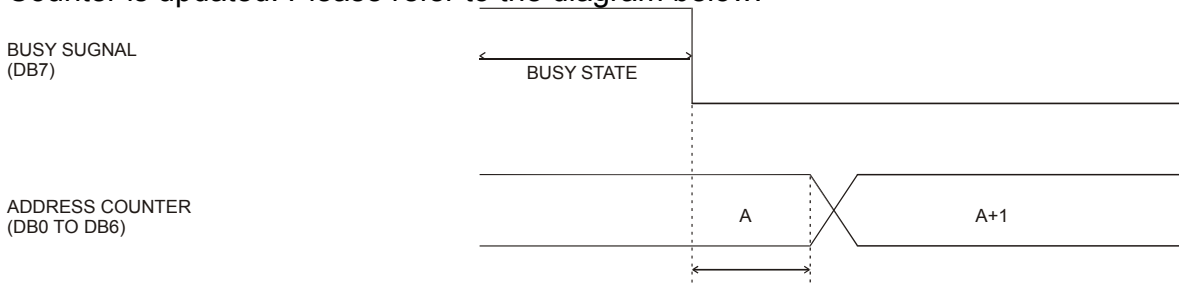 Counter is updated. Please refer to the diagram below.
BUSY SUGNAL
(DB7)
BUSY STATE
ADDRESS COUNTER
(DB0 TO DB6)
A
A+1